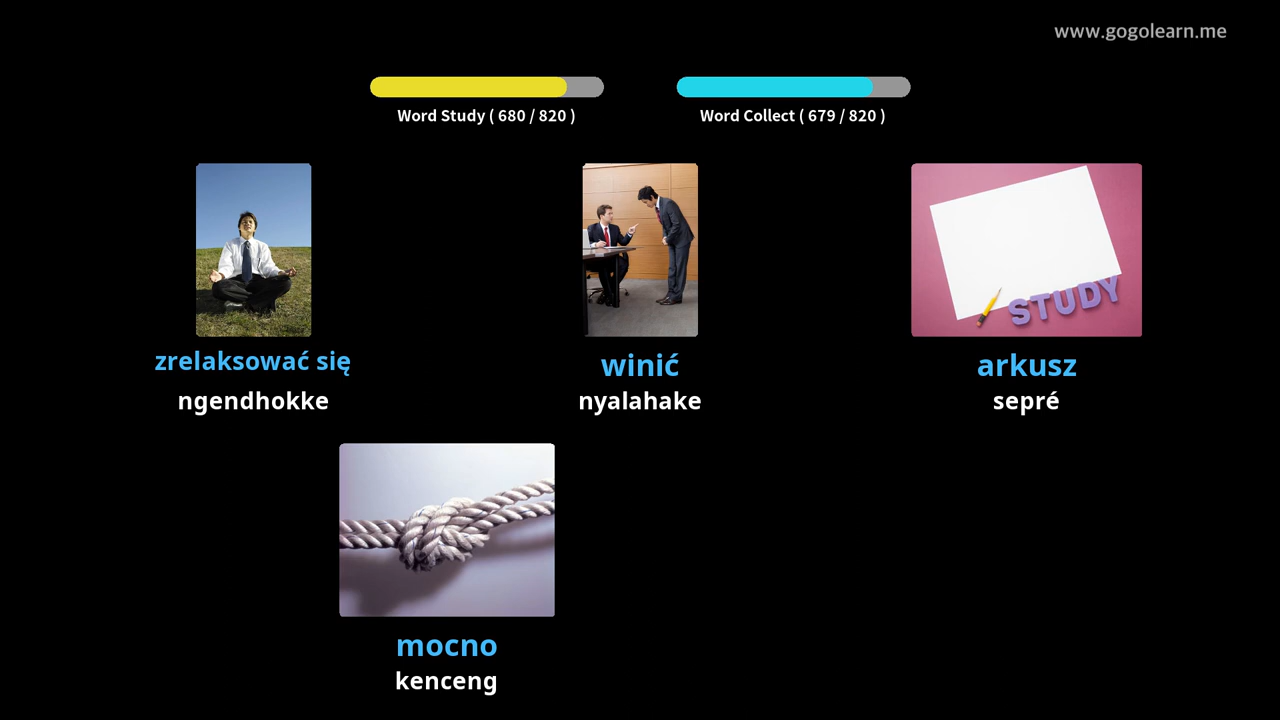 www.gogolearn.me
Word Study ( 680 / 820 )
Word Collect ( 679 / 820 )
STUDY
zrelaksować się
ngendhokke
winić
nyalahake
arkusz
sepré
mocno
kenceng